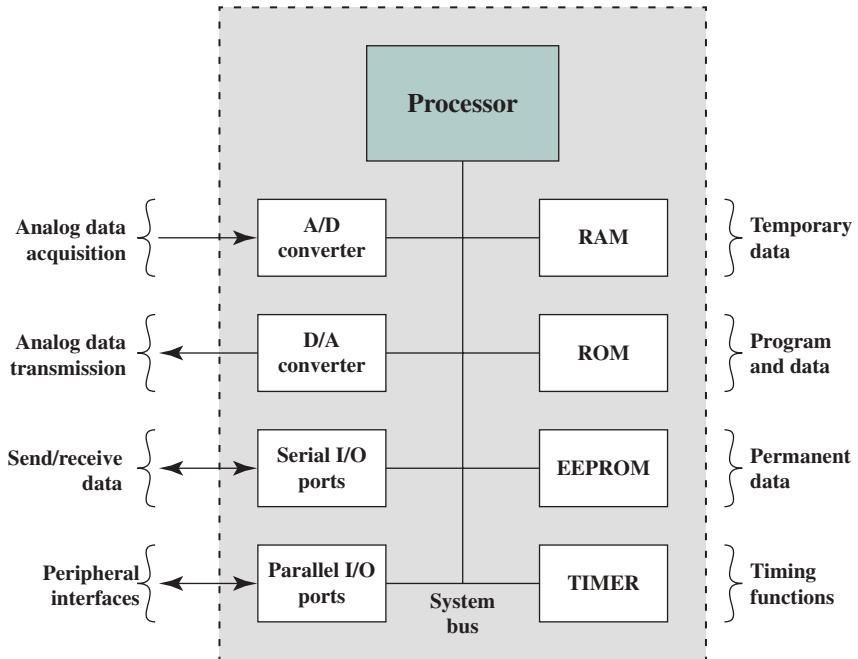 Processor
Analog data
acquisition
A/D
converter
RAM
Temporary
data
Analog data
transmission
D/A
converter
ROM
Program
and data
Send/receive
data
Serial I/O
ports
EEPROM
Permanent
data
Peripheral
interfaces
Parallel I/O
ports
System
bus
TIMER
Timing
functions